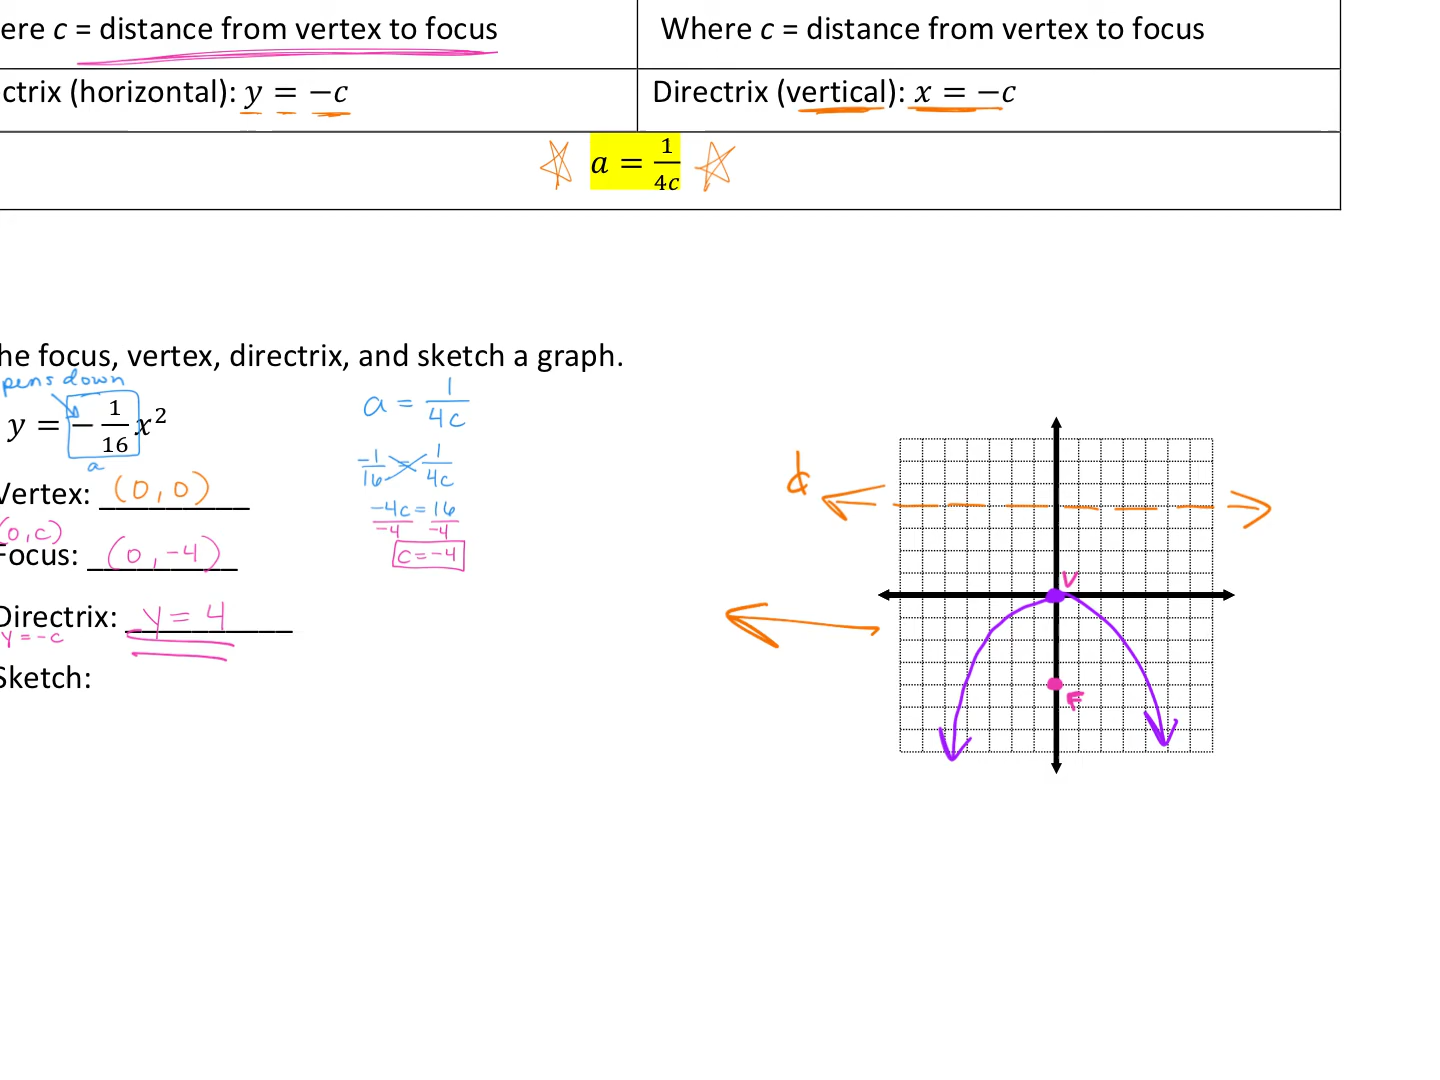 ere c = distance from vertex to focus
Where c = distance from vertex to focus
ctrix (horizontal): y = −c
Directrix (vertical): x = −c
a = 1/4c
he focus, vertex, directrix, and sketch a graph.
pens down
y = − 1/16 x²
a
Vertex: (0,0)
(0,c)
Focus: (0,-4)
Directrix: y = 4
y = -c
Sketch:
a = 1/4c
-1/16 = 1/4c
-4c = 16
-4 -4
c = -4
d
V
F